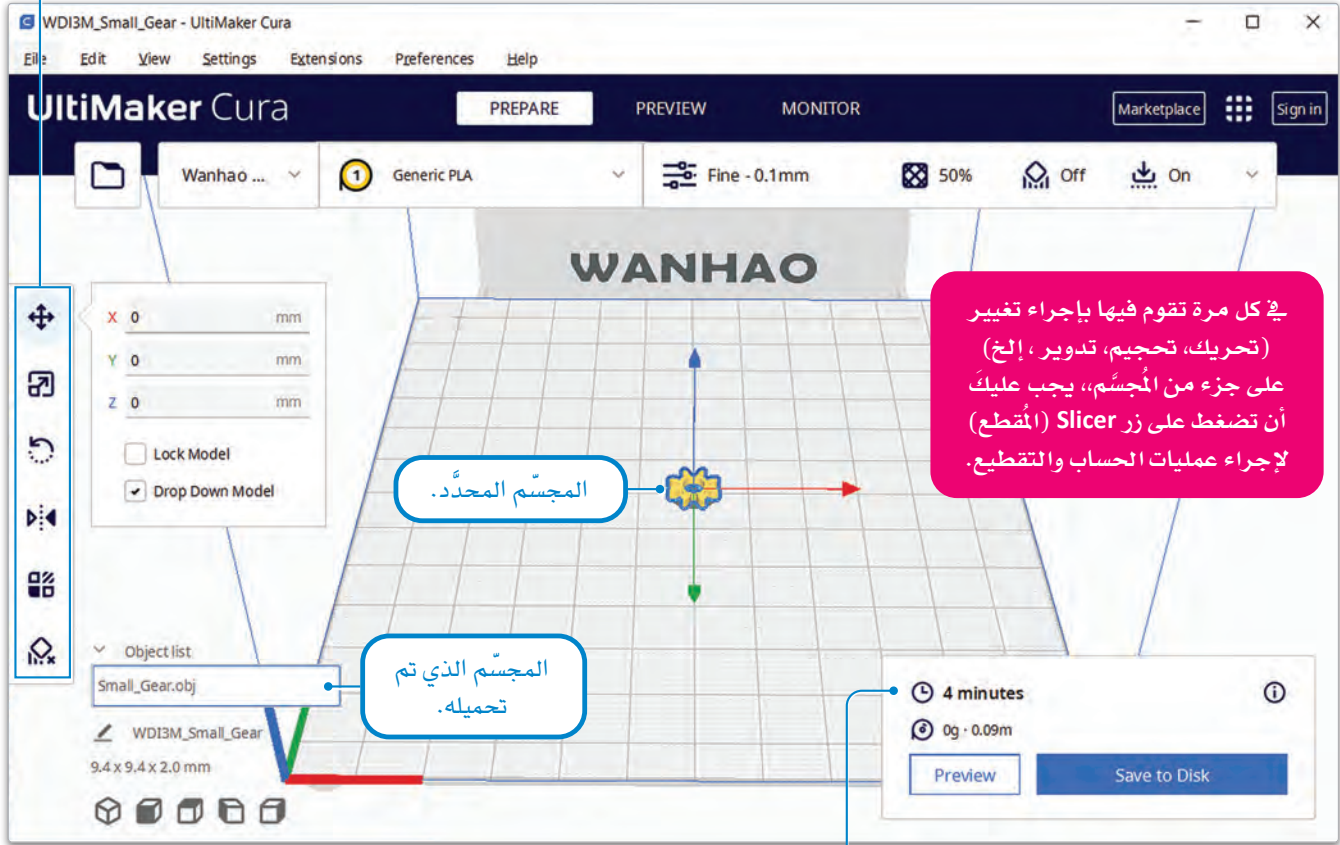 WDI3M_Small_Gear - UltiMaker Cura
File Edit View Settings Extensions Preferences Help
UltiMaker Cura
PREPARE PREVIEW MONITOR
Marketplace
Sign in
Wanhao ...
1 Generic PLA
Fine - 0.1mm
50%
Off
On
WANHAO
X 0 mm
Y 0 mm
Z 0 mm
Lock Model
Drop Down Model
في كل مرة تقوم فيها بإجراء تغيير
(تحريك، تحجيم، تدوير ، إلخ)
على جزء من المُجسَّم،، يجب عليكَ
أن تضغط على زر Slicer (المُقطع)
لإجراء عمليات الحساب والتقطيع.
المجسّم المحدَّد.
المجسّم الذي تم
تحميله.
Object list
Small_Gear.obj
WDI3M_Small_Gear
9.4 x 9.4 x 2.0 mm
4 minutes
0g · 0.09m
Preview
Save to Disk